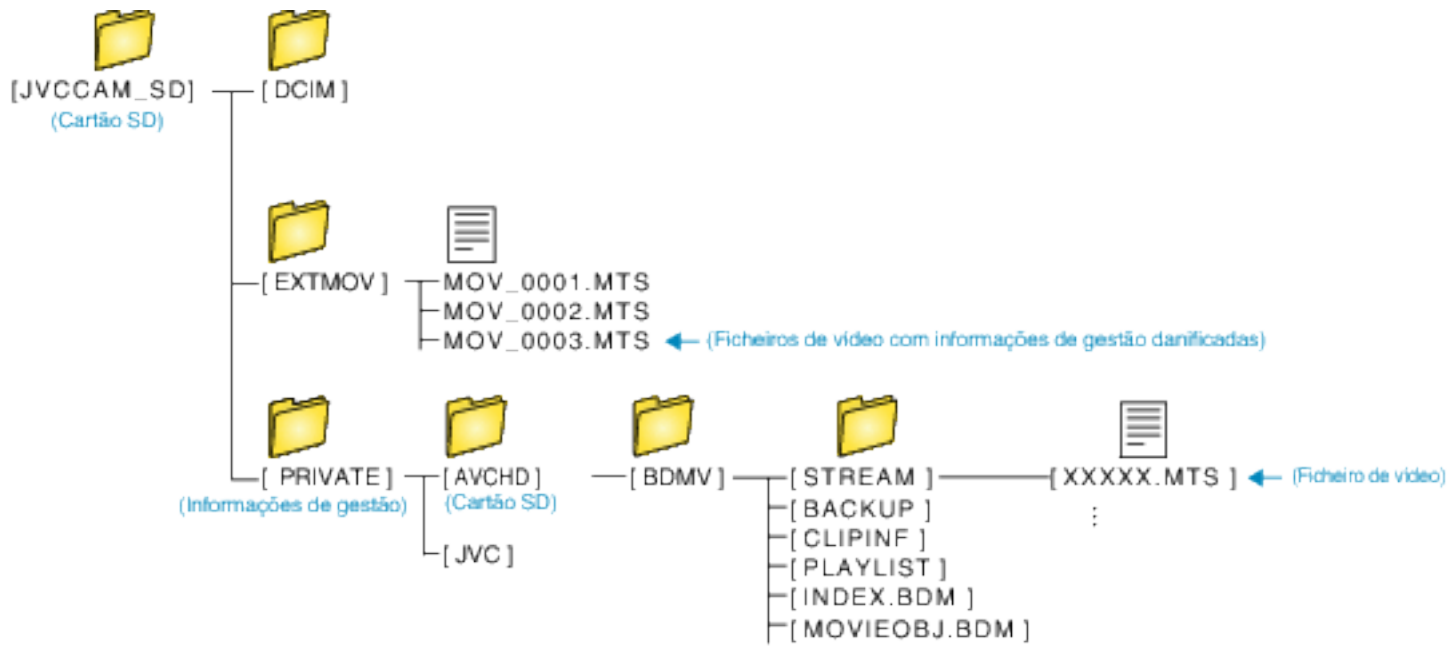 [JVCCAM_SD] [DCIM]
(Cartão SD)
[EXTMOV] MOV_0001.MTS
MOV_0002.MTS
MOV_0003.MTS (Ficheiros de vídeo com informações de gestão danificadas)
[PRIVATE] [AVCHD] [BDMV] [STREAM] [XXXXX.MTS] (Ficheiro de vídeo)
(Informações de gestão) (Cartão SD) [BACKUP]
[CLIPINF]
[JVC] [PLAYLIST]
[INDEX.BDM]
[MOVIEOBJ.BDM]